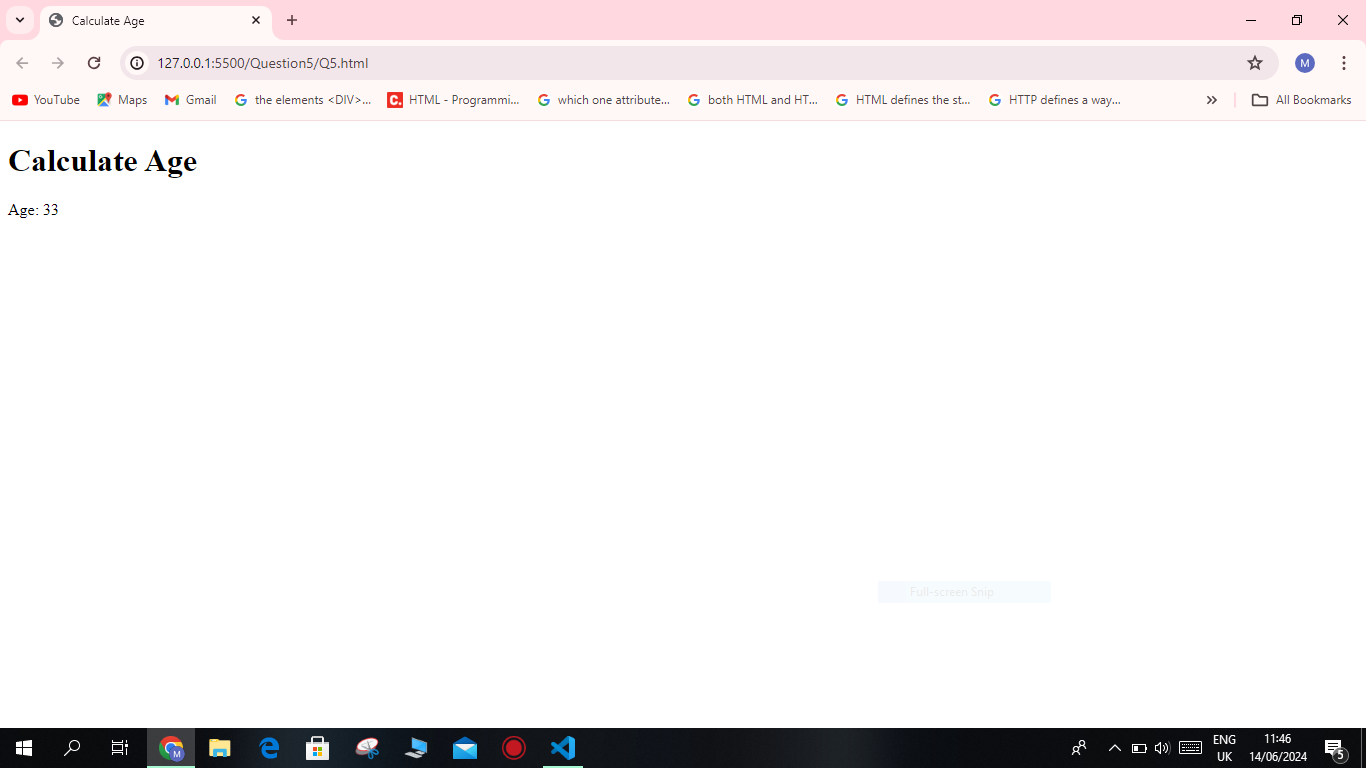 Calculate Age
127.0.0.1:5500/Question5/Q5.html
M
YouTube
Maps
Gmail
the elements <DIV>...
HTML - Programmi...
which one attribute...
both HTML and HT...
HTML defines the st...
HTTP defines a way...
All Bookmarks
Calculate Age
Age: 33
Full-screen Snip
M
ENG
UK
11:46
14/06/2024
5